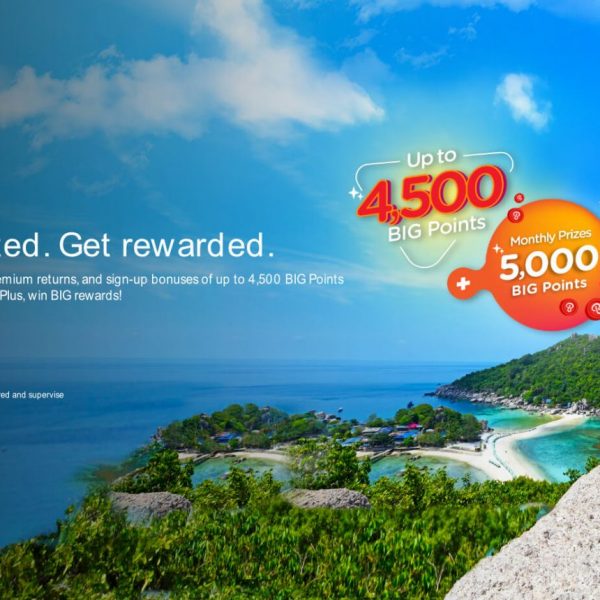 Up to
4,500
BIG Points
Monthly Prizes
5,000
BIG Points
+
ed. Get rewarded.
emium returns, and sign-up bonuses of up to 4,500 BIG Points
Plus, win BIG rewards!
red and supervise